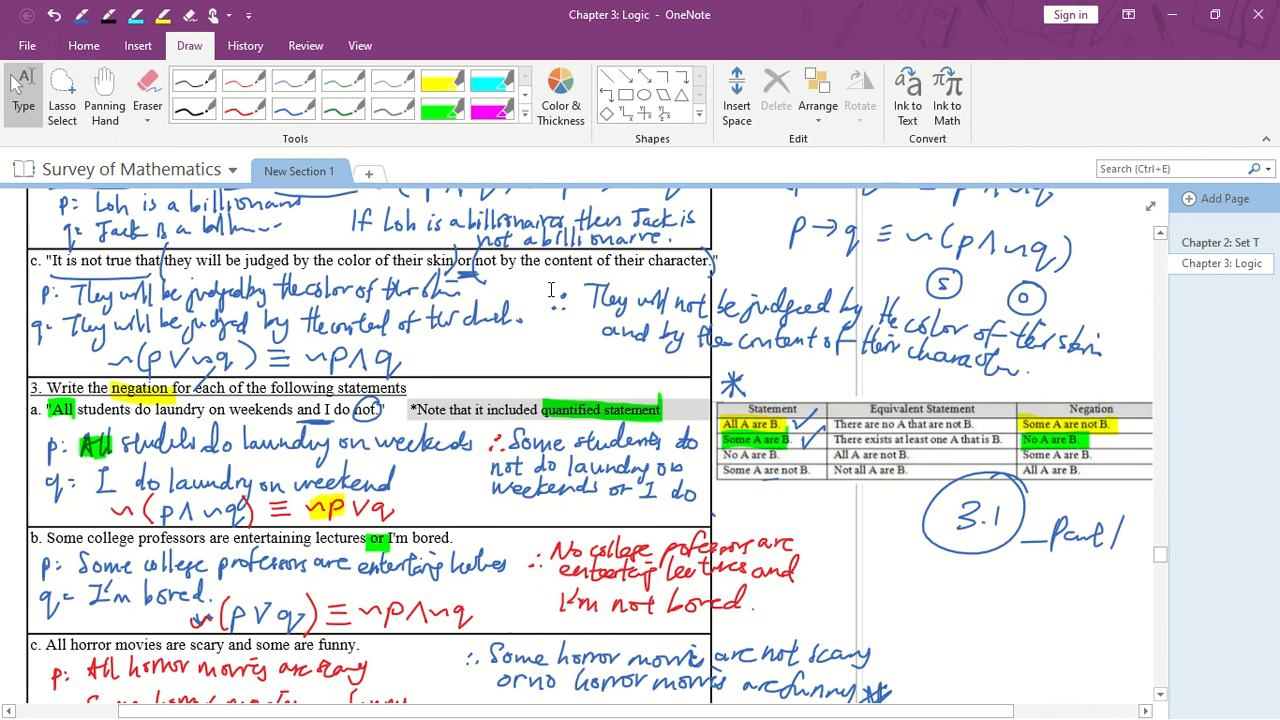 Chapter 3: Logic - OneNote
Sign in
File Home Insert Draw History Review View
Type
Lasso Select
Panning Hand
Eraser
Color & Thickness
Insert Space
Delete
Arrange
Rotate
Ink to Text
Ink to Math
Tools
Shapes
Edit
Convert
Survey of Mathematics
New Section 1
Search (Ctrl+E)
Add Page
Chapter 2: Set T
Chapter 3: Logic
p: Loh is a billionaire
q: Jack is a
If Loh is a billionaire, then Jack is
not a billionaire.
p → q ≡ ~(p ∧ ~q)
c. "It is not true that they will be judged by the color of their skin or not by the content of their character."
p: They will be judged by the color of their skin
q: They will be judged by the content of their
~(p ∨ ~q) ≡ ~p ∧ q
∴ They will not be judged by the color of their skin
and by the content of their character.
3. Write the negation for each of the following statements
a. "All students do laundry on weekends and I do not."
*Note that it included quantified statement
p: All students do laundry on weekends
q: I do laundry on weekend
~(p ∧ ~q) ≡ ~p ∨ q
∴ Some students do
not do laundry on
weekends or I do
*
Statement Equivalent Statement Negation
All A are B. There are no A that are not B. Some A are not B.
Some A are B. There exists at least one A that is B. No A are B.
No A are B. All A are not B. Some A are B.
Some A are not B. Not all A are B. All A are B.
3.1 _Part 1
b. Some college professors are entertaining lectures or I'm bored.
p: Some college professors are entertaining lectures
q: I'm bored.
~(p ∨ q) ≡ ~p ∧ ~q
∴ No college professors are
entertaining lectures and
I'm not bored.
c. All horror movies are scary and some are funny.
p: All horror movies are scary
∴ Some horror movies are not scary
or no horror movies are funny